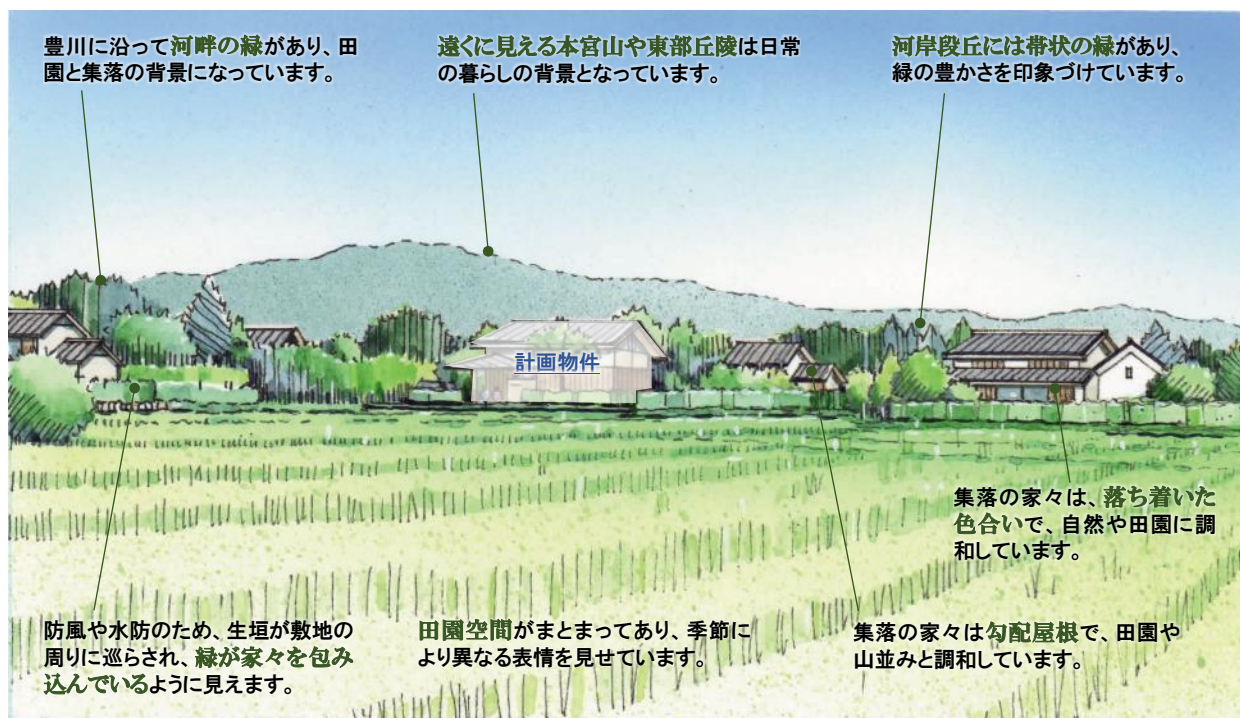 豊川に沿って河畔の緑があり、田
園と集落の背景になっています。
遠くに見える本宮山や東部丘陵は日常
の暮らしの背景となっています。
河岸段丘には帯状の緑があり、
緑の豊かさを印象づけています。
計画物件
集落の家々は、落ち着いた
色合いで、自然や田園に調
和しています。
防風や水防のため、生垣が敷地の
周りに巡らされ、緑が家々を包み
込んでいるように見えます。
田園空間がまとまってあり、季節に
より異なる表情を見せています。
集落の家々は勾配屋根で、田園や
山並みと調和しています。